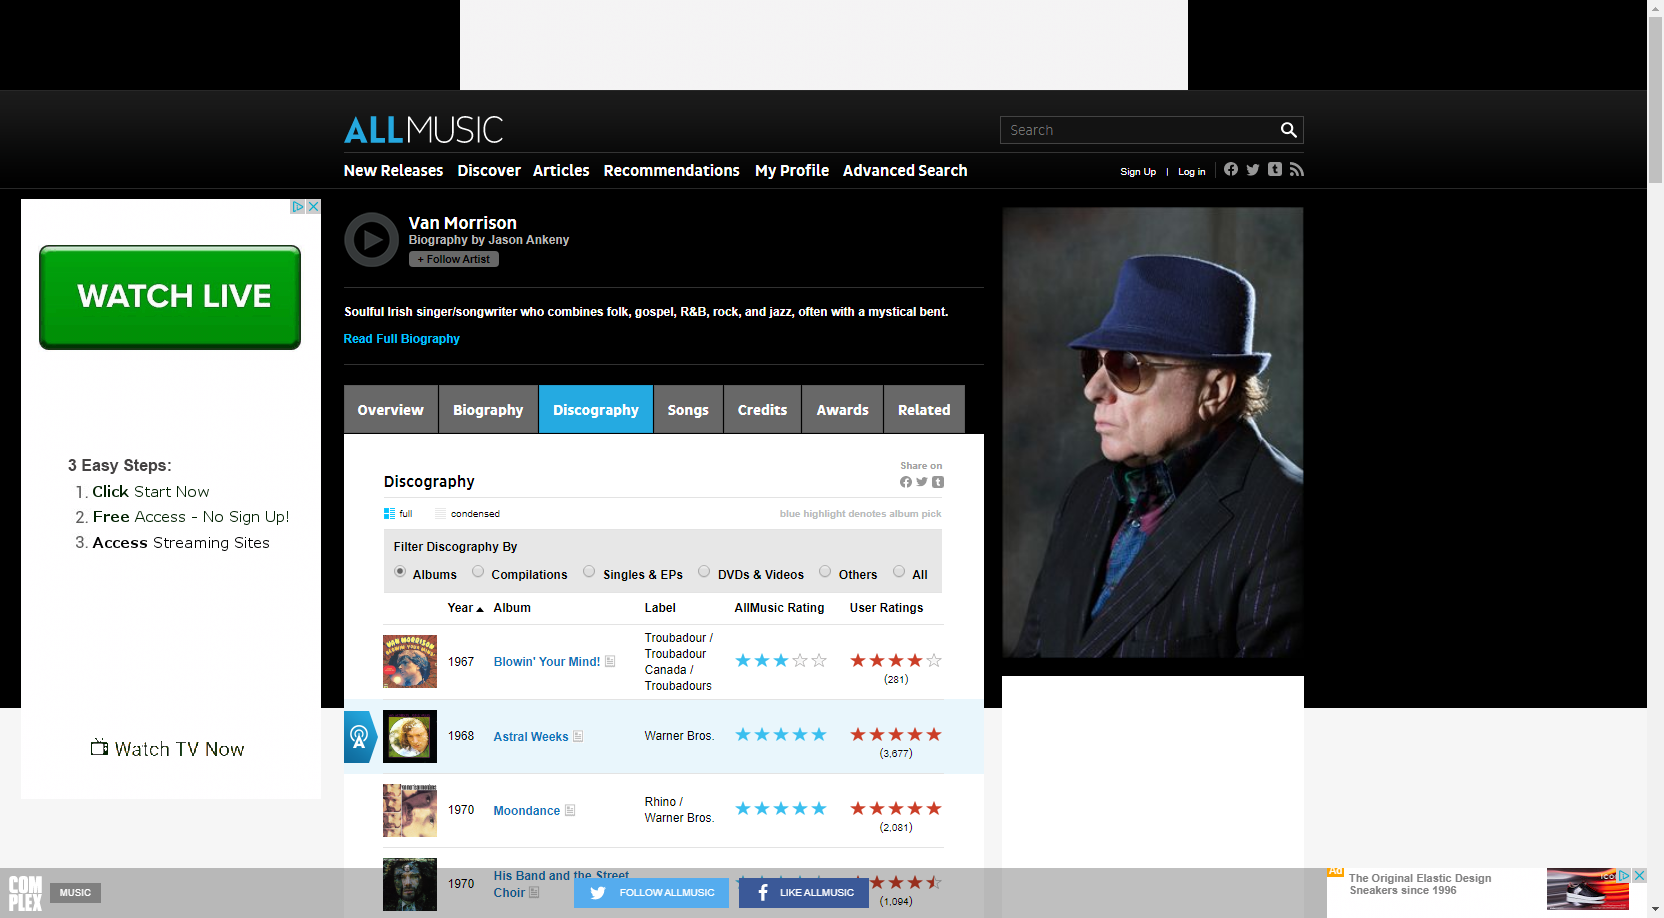 ALLMUSIC
Search
New Releases Discover Articles Recommendations My Profile Advanced Search
Sign Up | Log in
WATCH LIVE
3 Easy Steps:
1. Click Start Now
2. Free Access - No Sign Up!
3. Access Streaming Sites
Watch TV Now
Van Morrison
Biography by Jason Ankeny
+ Follow Artist
Soulful Irish singer/songwriter who combines folk, gospel, R&B, rock, and jazz, often with a mystical bent.
Read Full Biography
Overview Biography Discography Songs Credits Awards Related
Share on
Discography
full condensed blue highlight denotes album pick
Filter Discography By
Albums Compilations Singles & EPs DVDs & Videos Others All
Year Album Label AllMusic Rating User Ratings
VAN MORRISON
BLOWIN' YOUR MIND!
1967 Blowin' Your Mind! Troubadour /
Troubadour
Canada /
Troubadours
(281)
1968 Astral Weeks Warner Bros.
(3,677)
1970 Moondance Rhino /
Warner Bros.
(2,081)
1970 His Band and the Street
Choir
(1,094)
COM
PLEX
MUSIC
FOLLOW ALLMUSIC
LIKE ALLMUSIC
Ad
The Original Elastic Design
Sneakers since 1996